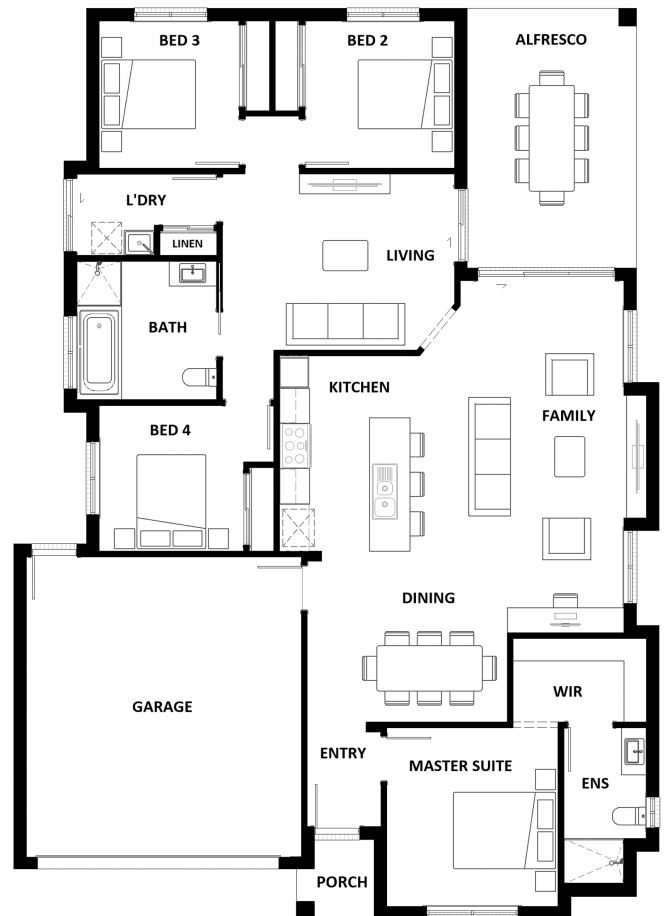 BED 3
BED 2
ALFRESCO
L'DRY
LINEN
LIVING
BATH
KITCHEN
FAMILY
BED 4
DINING
WIR
GARAGE
ENTRY
MASTER SUITE
ENS
PORCH